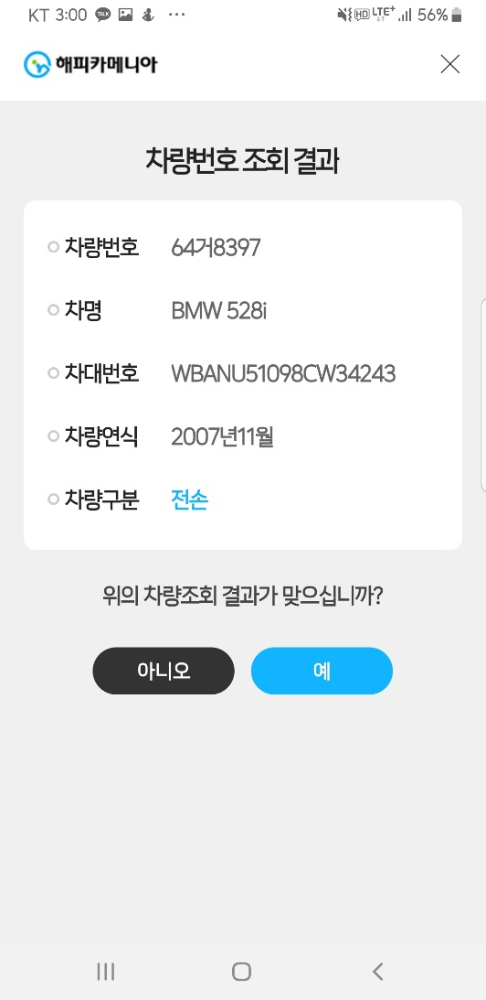 KT 3:00 TALK ... HD LTE+ 56%
해피카메니아
차량번호 조회 결과
차량번호 64거8397
차명 BMW 528i
차대번호 WBANU51098CW34243
차량연식 2007년11월
차량구분 전손
위의 차량조회 결과가 맞으십니까?
아니오 예